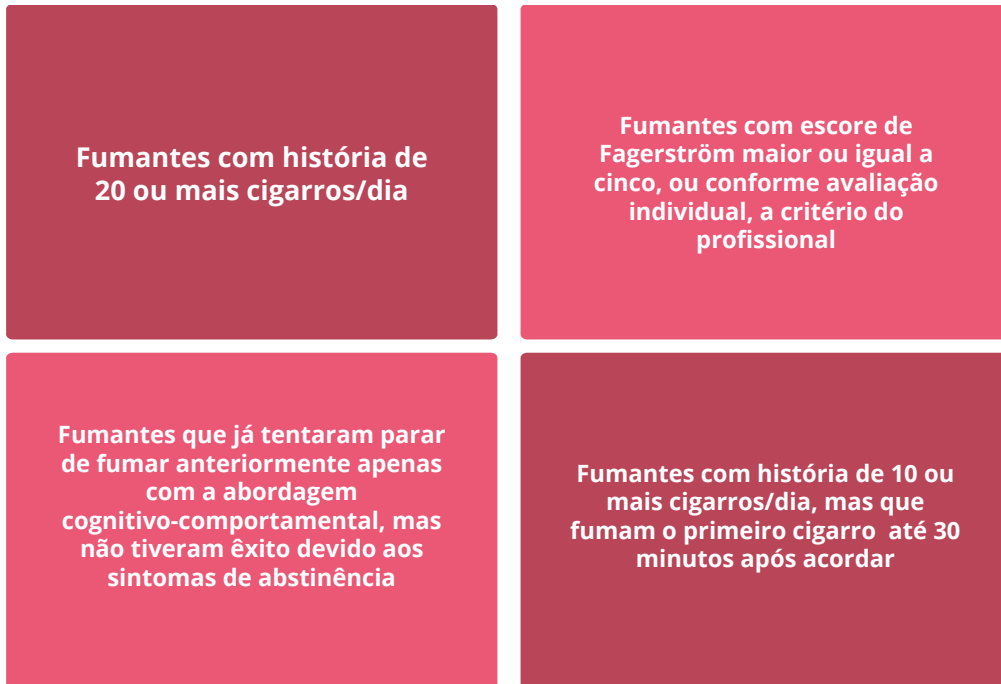 Fumantes com história de
20 ou mais cigarros/dia
Fumantes com escore de
Fagerström maior ou igual a
cinco, ou conforme avaliação
individual, a critério do
profissional
Fumantes que já tentaram parar
de fumar anteriormente apenas
com a abordagem
cognitivo-comportamental, mas
não tiveram êxito devido aos
sintomas de abstinência
Fumantes com história de 10 ou
mais cigarros/dia, mas que
fumam o primeiro cigarro até 30
minutos após acordar